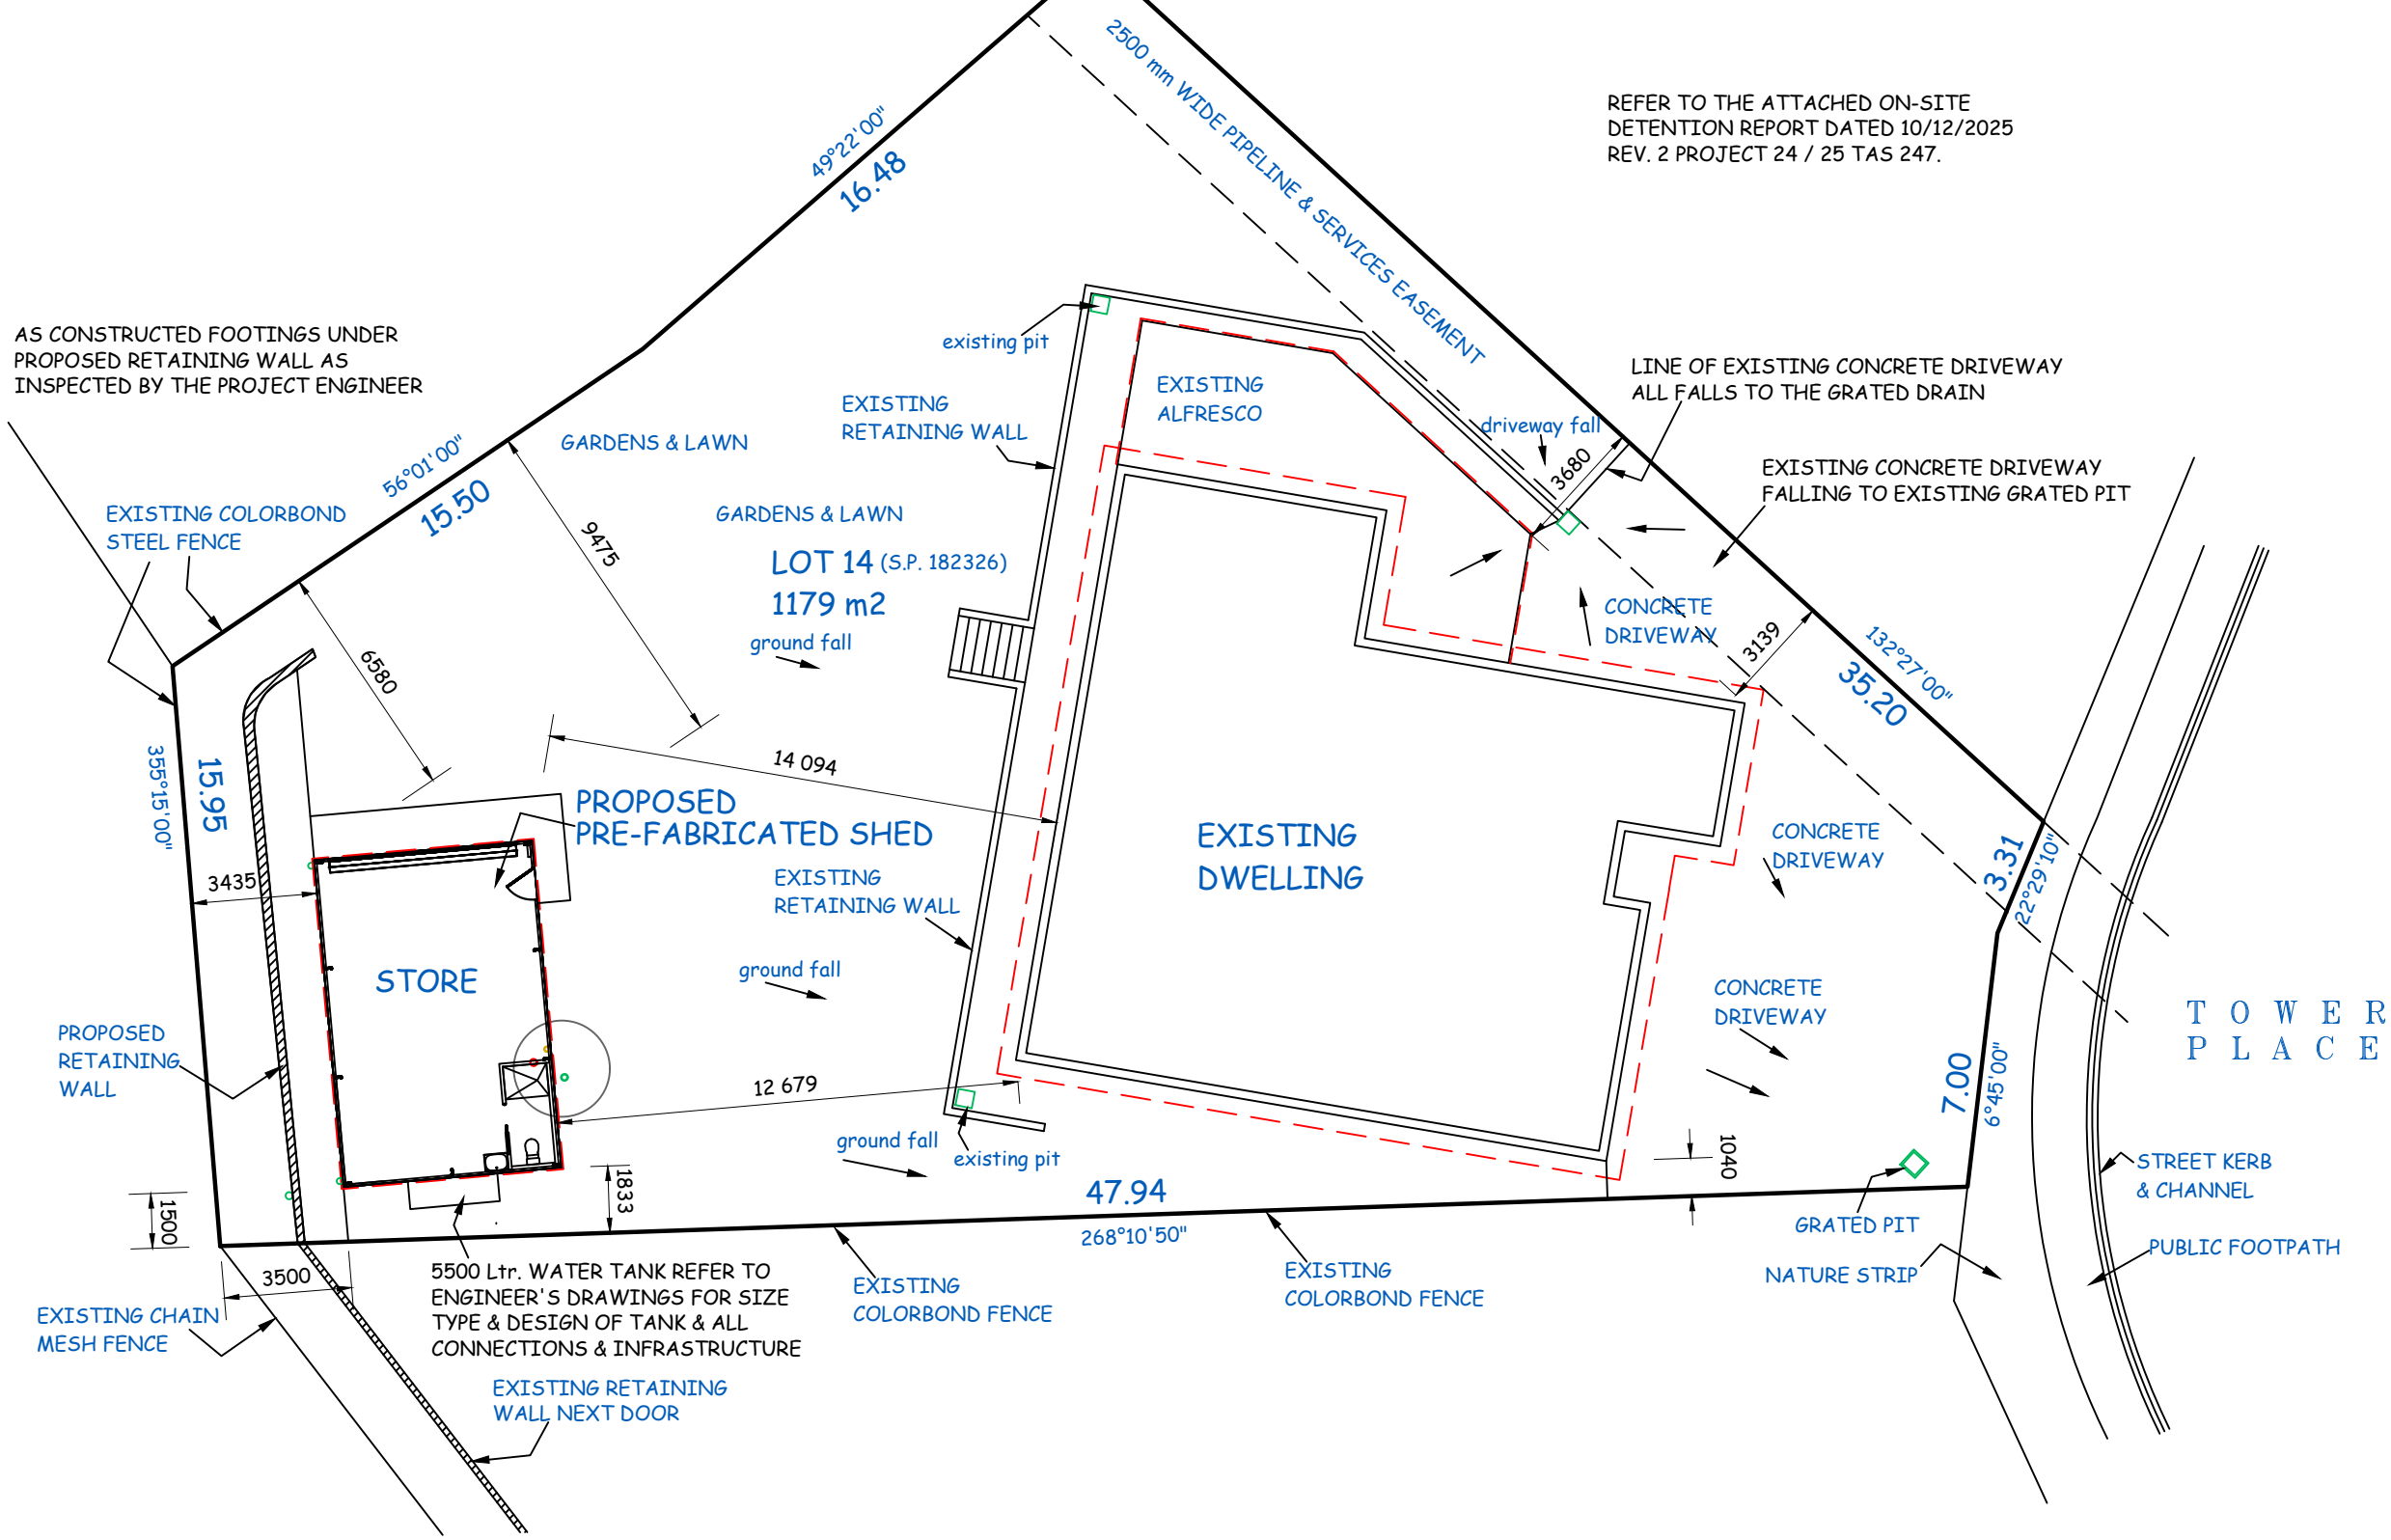 2500 mm WIDE PIPELINE & SERVICES EASEMENT
REFER TO THE ATTACHED ON-SITE
DETENTION REPORT DATED 10/12/2025
REV. 2 PROJECT 24 / 25 TAS 247.
49°22'00"
16.48
AS CONSTRUCTED FOOTINGS UNDER
PROPOSED RETAINING WALL AS
INSPECTED BY THE PROJECT ENGINEER
existing pit
EXISTING
ALFRESCO
LINE OF EXISTING CONCRETE DRIVEWAY
ALL FALLS TO THE GRATED DRAIN
EXISTING
RETAINING WALL
driveway fall
3680
GARDENS & LAWN
56°01'00"
15.50
EXISTING CONCRETE DRIVEWAY
FALLING TO EXISTING GRATED PIT
EXISTING COLORBOND
STEEL FENCE
GARDENS & LAWN
9475
LOT 14 (S.P. 182326)
1179 m2
ground fall
CONCRETE
DRIVEWAY
3139
132°27'00"
35.20
6580
355°15'00"
15.95
14 094
PROPOSED
PRE-FABRICATED SHED
EXISTING
DWELLING
CONCRETE
DRIVEWAY
3.31
22°29'10"
3435
EXISTING
RETAINING WALL
STORE
ground fall
CONCRETE
DRIVEWAY
TOWER
PLACE
PROPOSED
RETAINING
WALL
12 679
7.00
6°45'00"
ground fall
existing pit
1040
STREET KERB
& CHANNEL
1833
47.94
268°10'50"
1500
GRATED PIT
PUBLIC FOOTPATH
NATURE STRIP
3500
5500 Ltr. WATER TANK REFER TO
ENGINEER'S DRAWINGS FOR SIZE
TYPE & DESIGN OF TANK & ALL
CONNECTIONS & INFRASTRUCTURE
EXISTING
COLORBOND FENCE
EXISTING
COLORBOND FENCE
EXISTING CHAIN
MESH FENCE
EXISTING RETAINING
WALL NEXT DOOR